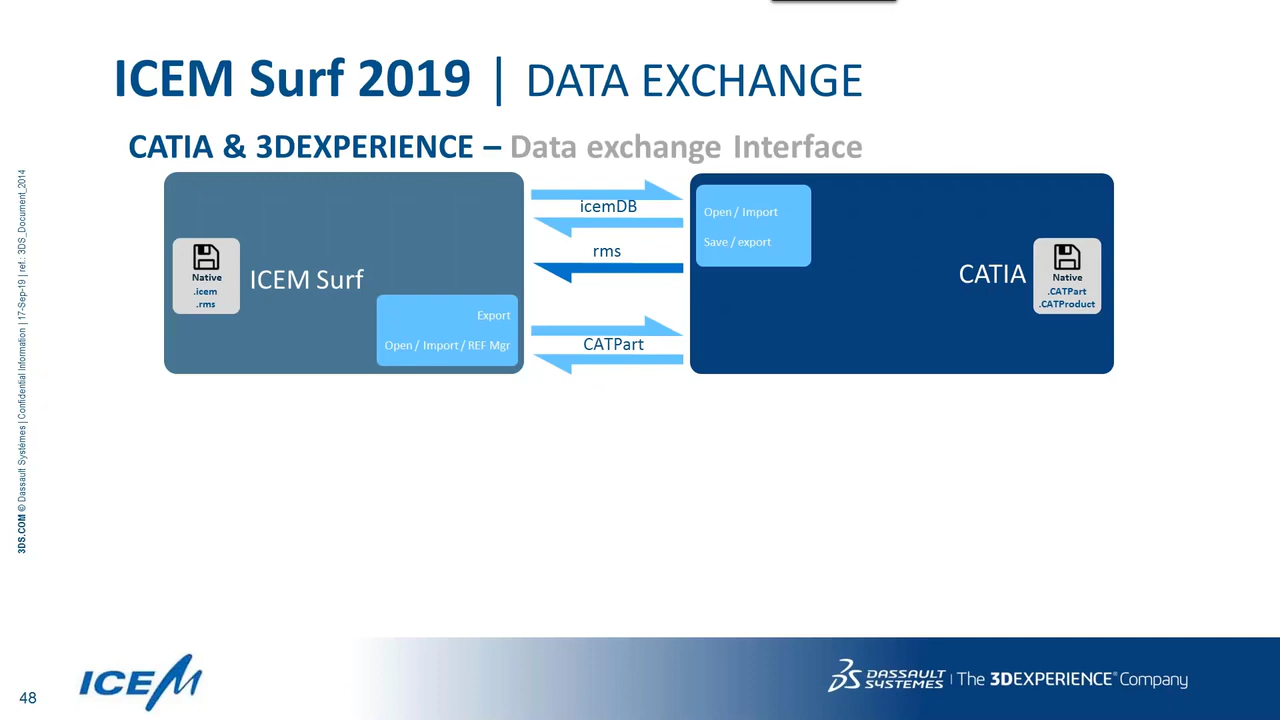 ICEM Surf 2019 | DATA EXCHANGE
CATIA & 3DEXPERIENCE – Data exchange Interface
3DS.COM © Dassault Systèmes | Confidential Information | 17-Sep-19 | ref.: 3DS_Document_2014
Native
.icem
.rms
ICEM Surf
Export
Open / Import / REF Mgr
icemDB
rms
CATPart
Open / Import
Save / export
CATIA
Native
.CATPart
.CATProduct
48
ICEM
DASSAULT
SYSTEMES | The 3DEXPERIENCE® Company